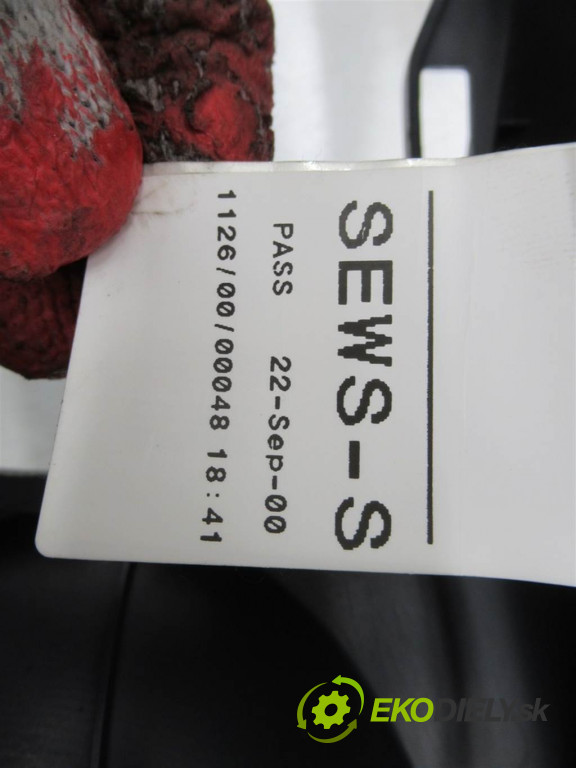 SEWS-S
PASS 22-Sep-00
1126/00/00048 18:41
EKODIELY.sk